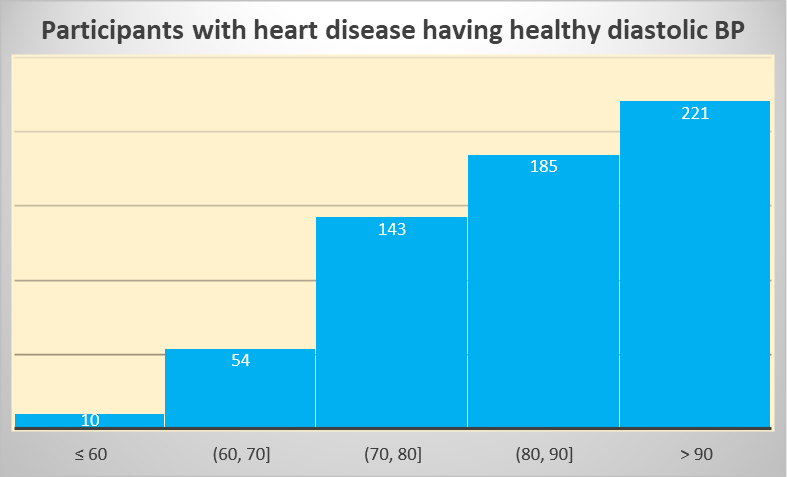 Participants with heart disease having healthy diastolic BP
221
185
143
54
10
≤ 60 (60, 70] (70, 80] (80, 90] > 90